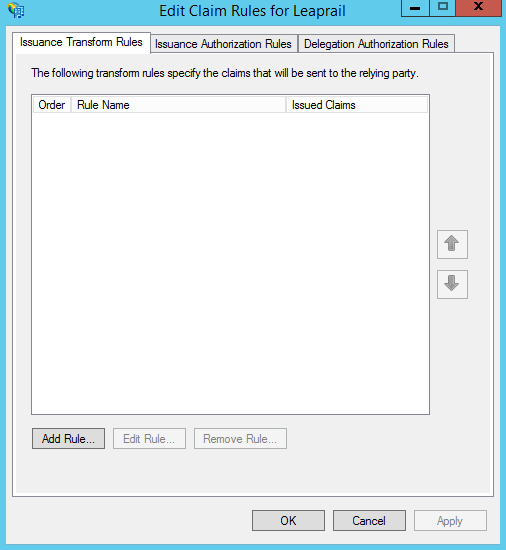 Edit Claim Rules for Leaprail
Issuance Transform Rules Issuance Authorization Rules Delegation Authorization Rules
The following transform rules specify the claims that will be sent to the relying party.
Order Rule Name Issued Claims
Add Rule... Edit Rule... Remove Rule...
OK Cancel Apply